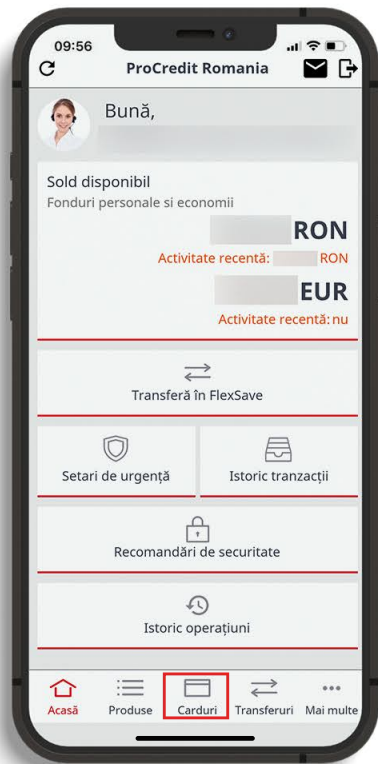 09:56
ProCredit Romania
Bună,
Sold disponibil
Fonduri personale si economii
RON
Activitate recentă: RON
EUR
Activitate recentă: nu
Transferă în FlexSave
Setari de urgență Istoric tranzacții
Recomandări de securitate
Istoric operațiuni
Acasă Produse Carduri Transferuri Mai multe